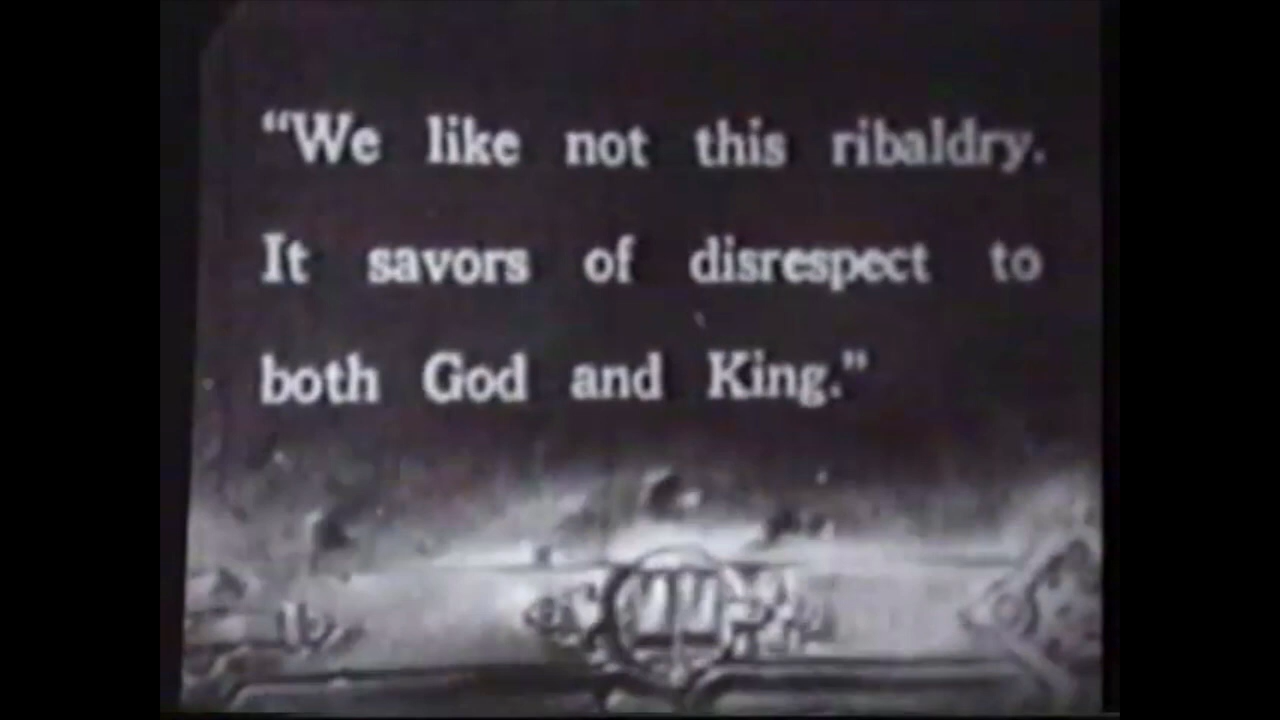 “We like not this ribaldry.
It savors of disrespect to
both God and King.”